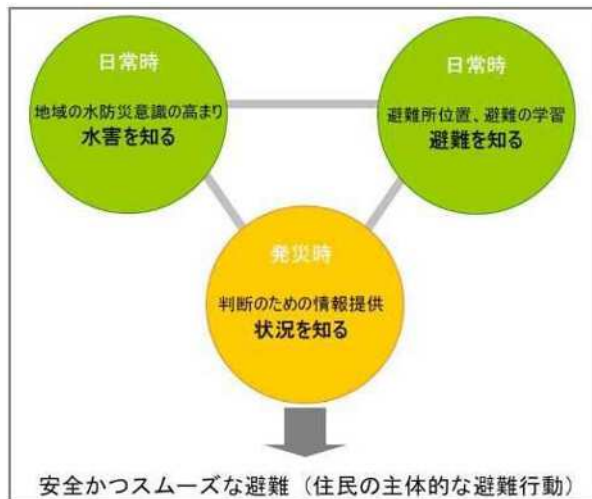 日常時
地域の水防災意識の高まり
水害を知る
日常時
避難所位置、避難の学習
避難を知る
発災時
判断のための情報提供
状況を知る
安全かつスムーズな避難（住民の主体的な避難行動）